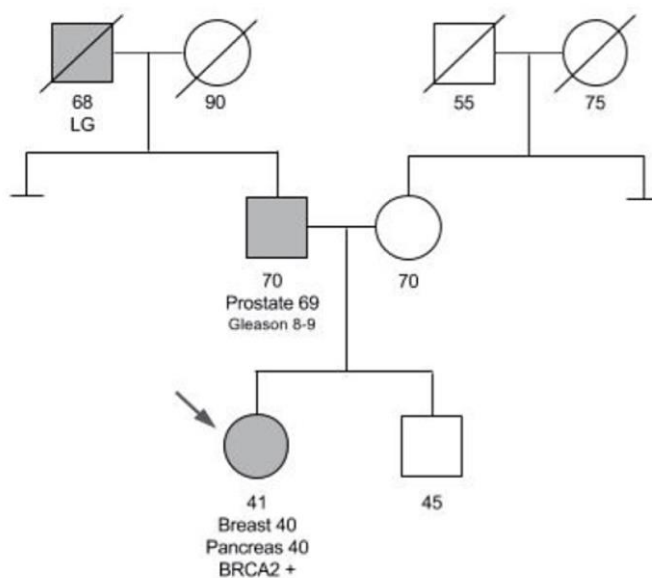 68
LG
90
55
75
70
Prostate 69
Gleason 8-9
70
41
Breast 40
Pancreas 40
BRCA2 +
45